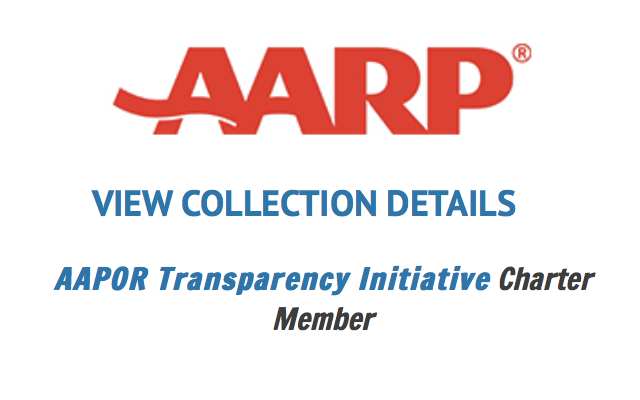 AARP®
VIEW COLLECTION DETAILS
AAPOR Transparency Initiative Charter
Member